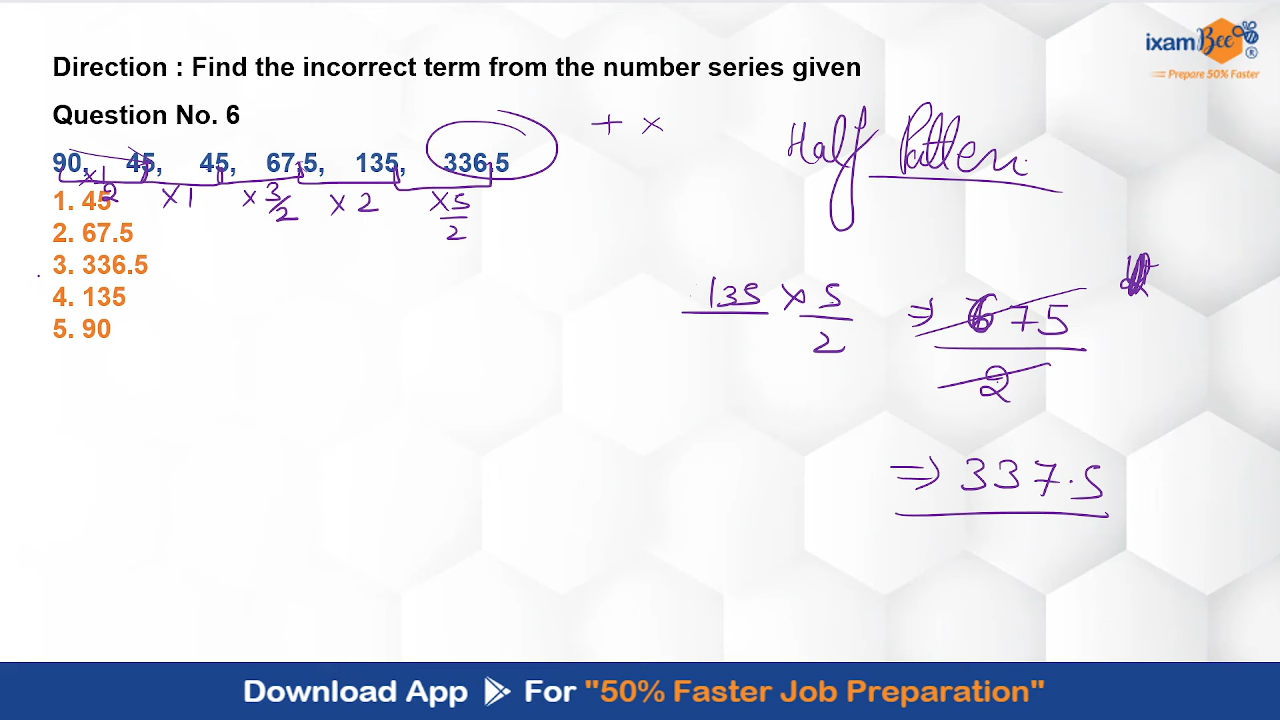 ixamBee
®
Prepare 50% Faster
Direction : Find the incorrect term from the number series given
Question No. 6
+ ×
Half Pattern
90, 45, 45, 67.5, 135, 336.5
×1/2 ×1 ×3/2 ×2 ×5/2
1. 45
2. 67.5
3. 336.5
4. 135
5. 90
135 × 5/2 ⇒ 675/2
⇒ 337.5
Download App For "50% Faster Job Preparation"